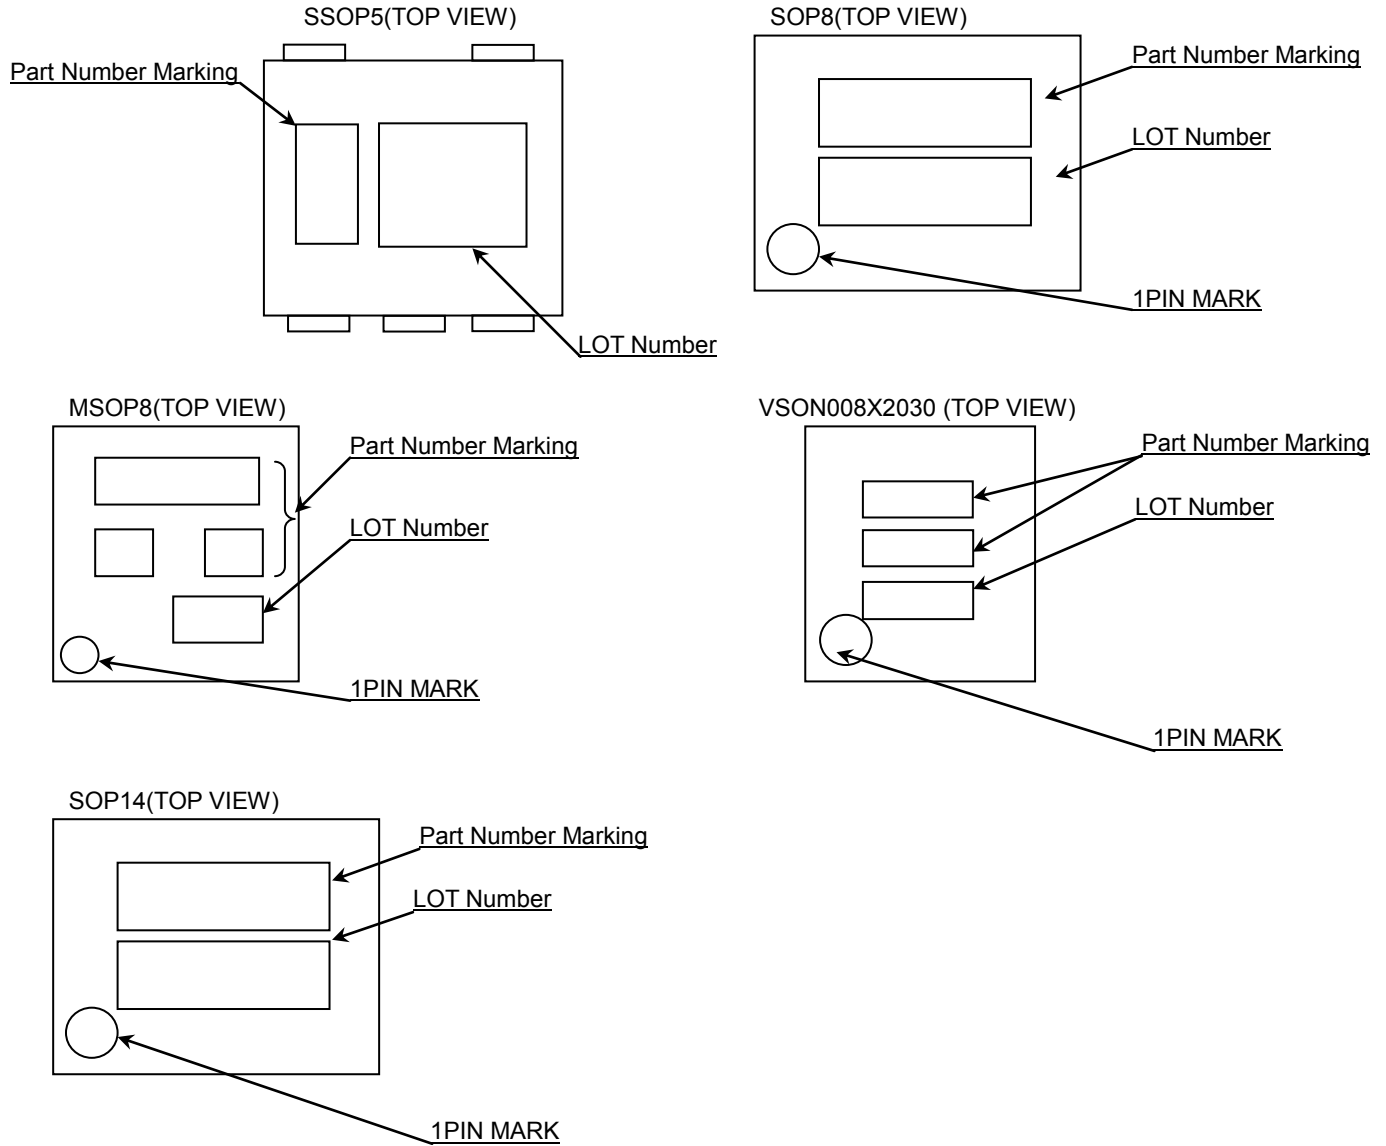 SSOP5(TOP VIEW)
Part Number Marking
LOT Number
SOP8(TOP VIEW)
Part Number Marking
LOT Number
1PIN MARK
MSOP8(TOP VIEW)
Part Number Marking
LOT Number
1PIN MARK
VSON008X2030 (TOP VIEW)
Part Number Marking
LOT Number
1PIN MARK
SOP14(TOP VIEW)
Part Number Marking
LOT Number
1PIN MARK